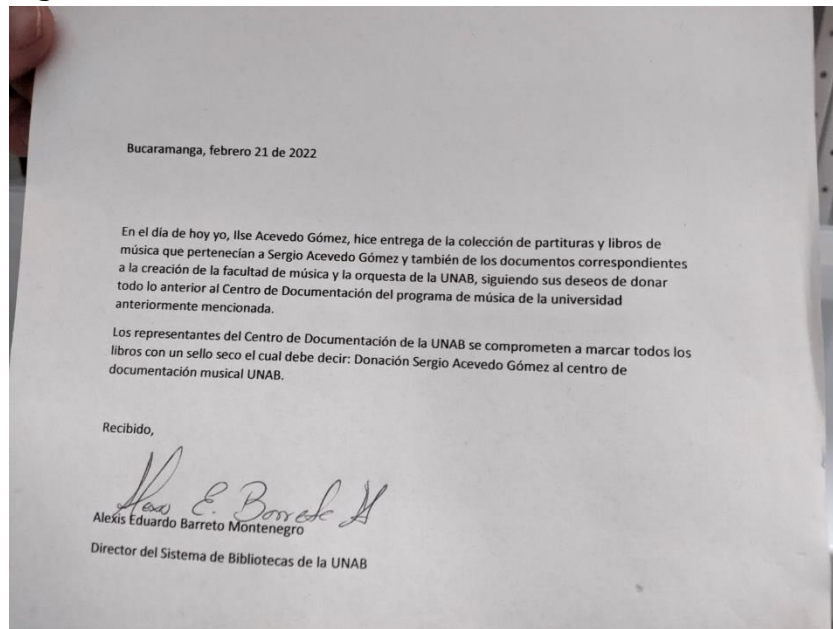 Bucaramanga, febrero 21 de 2022
En el día de hoy yo, Ilse Acevedo Gómez, hice entrega de la colección de partituras y libros de
música que pertenecían a Sergio Acevedo Gómez y también de los documentos correspondientes
a la creación de la facultad de música y la orquesta de la UNAB, siguiendo sus deseos de donar
todo lo anterior al Centro de Documentación del programa de música de la universidad
anteriormente mencionada.
Los representantes del Centro de Documentación de la UNAB se comprometen a marcar todos los
libros con un sello seco el cual debe decir: Donación Sergio Acevedo Gómez al centro de
documentación musical UNAB.
Recibido,
E. Barreto M
Alexis Eduardo Barreto Montenegro
Director del Sistema de Bibliotecas de la UNAB